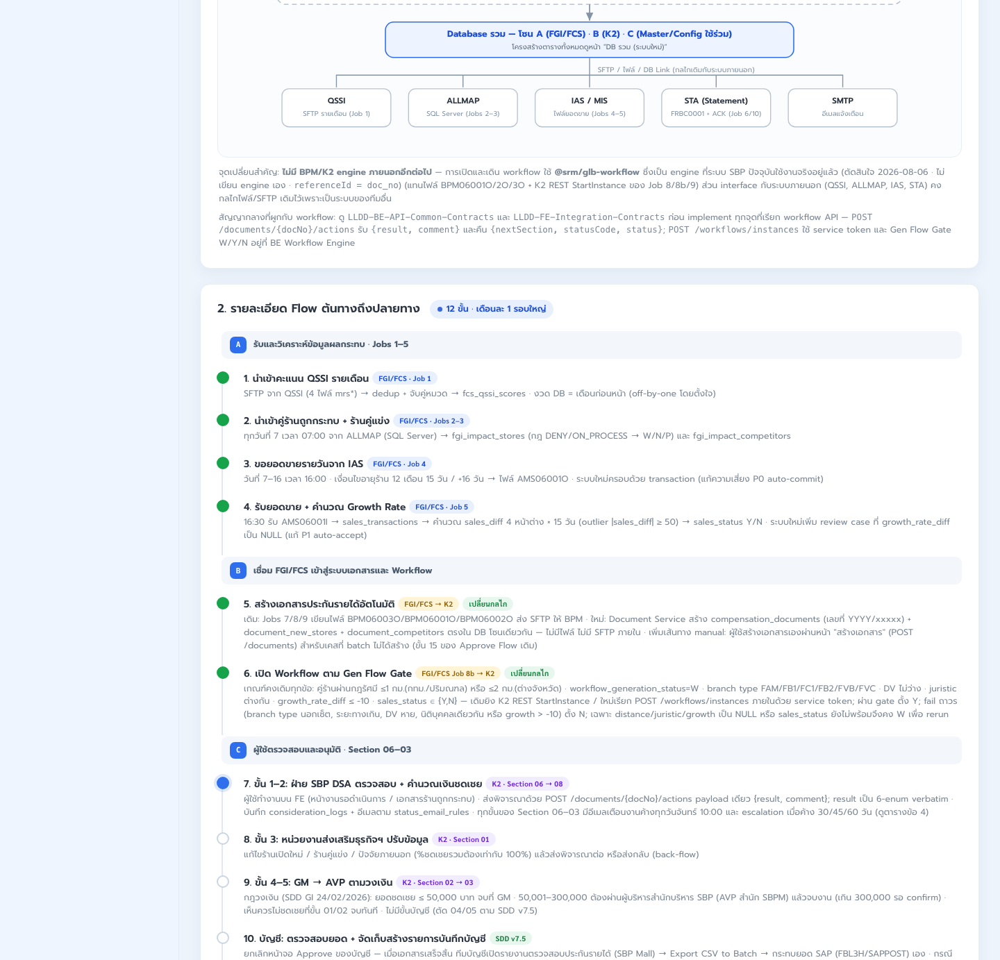 Database รวม — โซน A (FGI/FCS) · B (K2) · C (Master/Config ใช้ร่วม)
โครงสร้างตารางทั้งหมดดูหน้า "DB รวม (ระบบใหม่)"
SFTP / ไฟล์ / DB Link (กลไกเดิมกับระบบภายนอก)
QSSI
SFTP รายเดือน (Job 1)
ALLMAP
SQL Server (Jobs 2–3)
IAS / MIS
ไฟล์ยอดขาย (Jobs 4–5)
STA (Statement)
FRBC0001 + ACK (Job 6/10)
SMTP
อีเมลแจ้งเตือน
จุดเปลี่ยนสำคัญ: ไม่มี BPM/K2 engine ภายนอกอีกต่อไป — การเปิดและเดิน workflow ใช้ @srm/glb-workflow ซึ่งเป็น engine ที่ระบบ SBP ปัจจุบันใช้งานจริงอยู่แล้ว (ตัดสินใจ 2026-08-06 · ไม่
เขียน engine เอง · referenceId = doc_no) (แทนไฟล์ BPM06001O/2O/3O + K2 REST StartInstance ของ Job 8/8b/9) ส่วน interface กับระบบภายนอก (QSSI, ALLMAP, IAS, STA) คง
กลไกไฟล์/SFTP เดิมไว้เพราะเป็นระบบของทีมอื่น
สัญญากลางที่ผูกกับ workflow: ดู LLDD-BE-API-Common-Contracts และ LLDD-FE-Integration-Contracts ก่อน implement ทุกจุดที่เรียก workflow API — POST
/documents/{docNo}/actions รับ {result, comment} และคืน {nextSection, statusCode, status}; POST /workflows/instances ใช้ service token และ Gen Flow Gate
W/Y/N อยู่ที่ BE Workflow Engine
2. รายละเอียด Flow ต้นทางถึงปลายทาง
12 ขั้น · เดือนละ 1 รอบใหญ่
A รับและวิเคราะห์ข้อมูลผลกระทบ · Jobs 1–5
1. นำเข้าคะแนน QSSI รายเดือน FGI/FCS · Job 1
SFTP จาก QSSI (4 ไฟล์ mrs*) → dedup + จับคู่หมวด → fcs_qssi_scores · งวด DB = เดือนก่อนหน้า (off-by-one โดยตั้งใจ)
2. นำเข้าคู่ร้านถูกกระทบ + ร้านคู่แข่ง FGI/FCS · Jobs 2–3
ทุกวันที่ 7 เวลา 07:00 จาก ALLMAP (SQL Server) → fgi_impact_stores (กฎ DENY/ON_PROCESS → W/N/P) และ fgi_impact_competitors
3. ขอยอดขายรายวันจาก IAS FGI/FCS · Job 4
วันที่ 7–16 เวลา 16:00 · เงื่อนไขอายุร้าน 12 เดือน 15 วัน / +16 วัน → ไฟล์ AMS06001O · ระบบใหม่ครอบด้วย transaction (แก้ความเสี่ยง P0 auto-commit)
4. รับยอดขาย + คำนวณ Growth Rate FGI/FCS · Job 5
16:30 รับ AMS06001I → sales_transactions → คำนวณ sales_diff 4 หน้าต่าง × 15 วัน (outlier |sales_diff| ≥ 50) → sales_status Y/N · ระบบใหม่เพิ่ม review case ที่ growth_rate_diff
เป็น NULL (แก้ P1 auto-accept)
B เชื่อม FGI/FCS เข้าสู่ระบบเอกสารและ Workflow
5. สร้างเอกสารประกันรายได้อัตโนมัติ FGI/FCS → K2 เปลี่ยนกลไก
เดิม: Jobs 7/8/9 เขียนไฟล์ BPM06003O/BPM06001O/BPM06002O ส่ง SFTP ให้ BPM · ใหม่: Document Service สร้าง compensation_documents (เลขที่ YYYY/xxxxx) +
document_new_stores + document_competitors ตรงใน DB โซนเดียวกัน — ไม่มีไฟล์ ไม่มี SFTP ภายใน · เพิ่มเส้นทาง manual: ผู้ใช้สร้างเอกสารเองผ่านหน้า "สร้างเอกสาร" (POST
/documents) สำหรับเคสที่ batch ไม่ได้สร้าง (ขั้น 15 ของ Approve Flow เดิม)
6. เปิด Workflow ตาม Gen Flow Gate FGI/FCS Job 8b → K2 เปลี่ยนกลไก
เกณฑ์คงเดิมทุกข้อ: คู่ร้านผ่านกฎรัศมี ≤1 กม.(กทม./ปริมณฑล) หรือ ≤2 กม.(ต่างจังหวัด) · workflow_generation_status=W · branch type FAM/FB1/FC1/FB2/FVB/FVC · DV ไม่ว่าง · juristic
ต่างกัน · growth_rate_diff ≤ -10 · sales_status ∈ {Y,N} — เดิมยิง K2 REST StartInstance / ใหม่เรียก POST /workflows/instances ภายในด้วย service token; ผ่าน gate ตั้ง Y; fail ถาวร
(branch type นอกเซ็ต, ระยะทางเกิน, DV หาย, นิติบุคคลเดียวกัน หรือ growth > -10) ตั้ง N; เฉพาะ distance/juristic/growth เป็น NULL หรือ sales_status ยังไม่พร้อมจึงคง W เพื่อ rerun
C ผู้ใช้ตรวจสอบและอนุมัติ · Section 06–03
7. ขั้น 1–2: ฝ่าย SBP DSA ตรวจสอบ + คำนวณเงินชดเชย K2 · Section 06 → 08
ผู้ใช้ทำงานบน FE (หน้างานรอดำเนินการ / เอกสารร้านถูกกระทบ) · ส่งพิจารณาด้วย POST /documents/{docNo}/actions payload เดียว {result, comment}; result เป็น 6-enum verbatim ·
บันทึก consideration_logs + อีเมลตาม status_email_rules · ทุกขั้นของ Section 06–03 มีอีเมลเตือนงานค้างทุกวันจันทร์ 10:00 และ escalation เมื่อค้าง 30/45/60 วัน (ดูตารางข้อ 4)
8. ขั้น 3: หน่วยงานส่งเสริมธุรกิจฯ ปรับข้อมูล K2 · Section 01
แก้ไขร้านเปิดใหม่ / ร้านคู่แข่ง / ปัจจัยภายนอก (%ชดเชยรวมต้องเท่ากับ 100%) แล้วส่งพิจารณาต่อ หรือส่งกลับ (back-flow)
9. ขั้น 4–5: GM → AVP ตามวงเงิน K2 · Section 02 → 03
กฎวงเงิน (SDD GI 24/02/2026): ยอดชดเชย ≤ 50,000 บาท จบที่ GM · 50,001–300,000 ต้องผ่านผู้บริหารสำนักบริหาร SBP (AVP สำนัก SBPM) แล้วจบงาน (เกิน 300,000 รอ confirm) ·
เห็นควรไม่ชดเชยที่ขั้น 01/02 จบทันที · ไม่มีขั้นบัญชี (ตัด 04/05 ตาม SDD v7.5)
10. บัญชี: ตรวจสอบยอด + จัดเก็บสร้างรายการบันทึกบัญชี SDD v7.5
ยกเลิกหน้าจอ Approve ของบัญชี — เมื่อเอกสารเสร็จสิ้น ทีมบัญชีเปิดรายงานตรวจสอบประกันรายได้ (SBP Mall) → Export CSV to Batch → กระทบยอด SAP (FBL3H/SAPPOST) เอง · กรณี